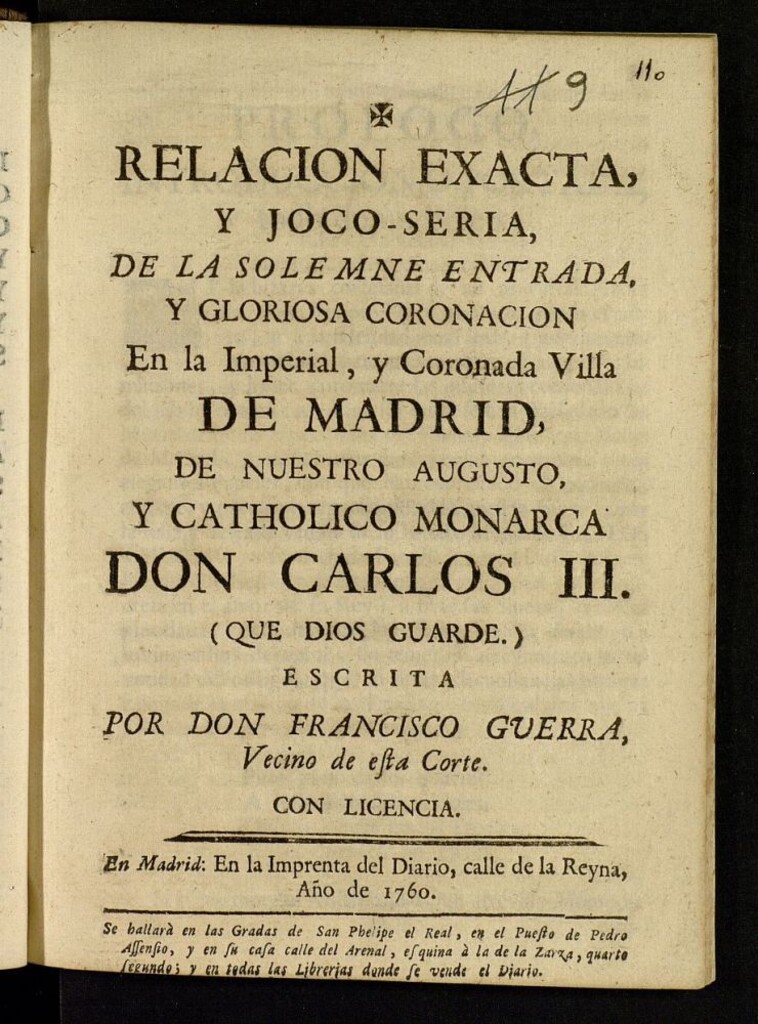 119
110
✠
RELACION EXACTA,
Y JOCO-SERIA,
DE LA SOLEMNE ENTRADA,
Y GLORIOSA CORONACION
En la Imperial, y Coronada Villa
DE MADRID,
DE NUESTRO AUGUSTO,
Y CATHOLICO MONARCA
DON CARLOS III.
(QUE DIOS GUARDE.)
ESCRITA
POR DON FRANCISCO GUERRA,
Vecino de eſta Corte.
CON LICENCIA.
En Madrid: En la Imprenta del Diario, calle de la Reyna,
Año de 1760.
Se hallarà en las Gradas de San Phelipe el Real, en el Pueſto de Pedro
Aſſenſio, y en ſu caſa calle del Arenal, eſquina à la de la Zarza, quarto
ſegundo; y en todas las Librerias donde ſe vende el Diario.